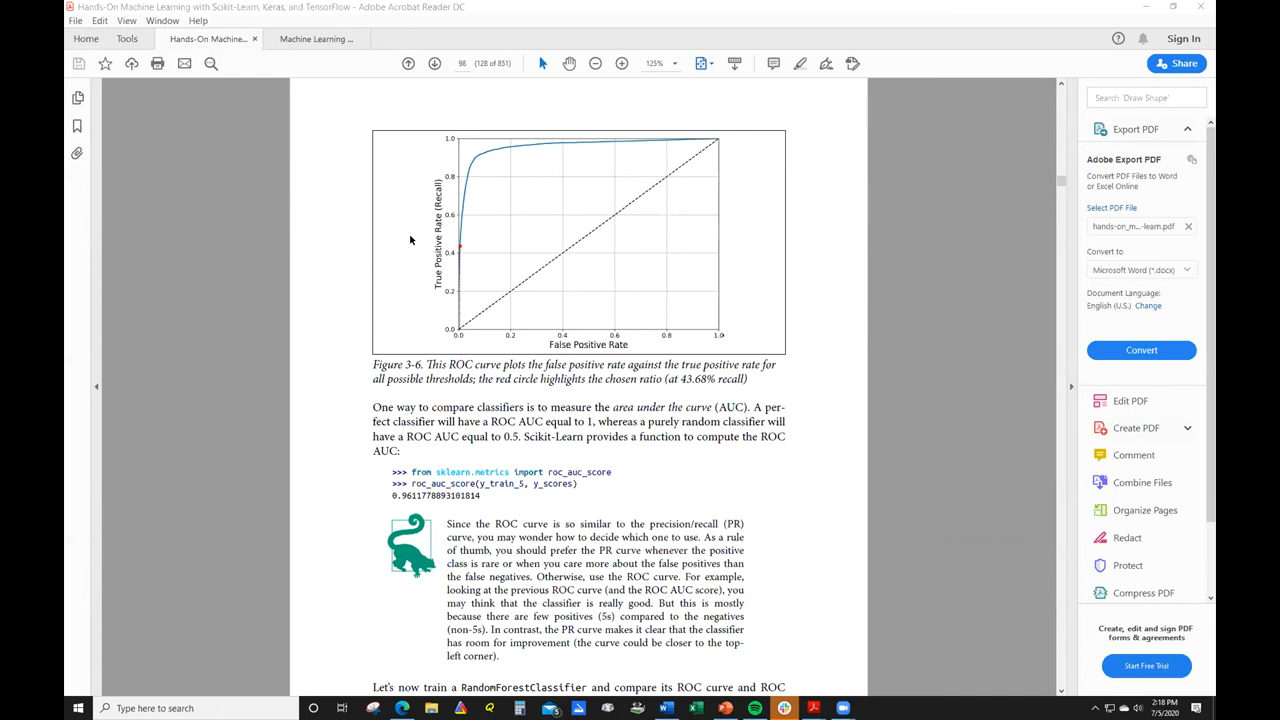 Hands-On Machine Learning with Scikit-Learn, Keras, and TensorFlow - Adobe Acrobat Reader DC
File Edit View Window Help
Home Tools Hands-On Machine... × Machine Learning ... Sign In
98 (128 of 851) 125% Share
Search 'Draw Shape'
Export PDF
Adobe Export PDF
Convert PDF Files to Word
or Excel Online
Select PDF File
hands-on_m...-learn.pdf
Convert to
Microsoft Word (*.docx)
Document Language:
English (U.S.) Change
Convert
Edit PDF
Create PDF
Comment
Combine Files
Organize Pages
Redact
Protect
Compress PDF
Create, edit and sign PDF
forms & agreements
Start Free Trial
True Positive Rate (Recall)
1.0
0.8
0.6
0.4
0.2
0.0
0.0 0.2 0.4 0.6 0.8 1.0
False Positive Rate
Figure 3-6. This ROC curve plots the false positive rate against the true positive rate for
all possible thresholds; the red circle highlights the chosen ratio (at 43.68% recall)
One way to compare classifiers is to measure the area under the curve (AUC). A per-
fect classifier will have a ROC AUC equal to 1, whereas a purely random classifier will
have a ROC AUC equal to 0.5. Scikit-Learn provides a function to compute the ROC
AUC:
>>> from sklearn.metrics import roc_auc_score
>>> roc_auc_score(y_train_5, y_scores)
0.9611778893101814
Since the ROC curve is so similar to the precision/recall (PR)
curve, you may wonder how to decide which one to use. As a rule
of thumb, you should prefer the PR curve whenever the positive
class is rare or when you care more about the false positives than
the false negatives. Otherwise, use the ROC curve. For example,
looking at the previous ROC curve (and the ROC AUC score), you
may think that the classifier is really good. But this is mostly
because there are few positives (5s) compared to the negatives
(non-5s). In contrast, the PR curve makes it clear that the classifier
has room for improvement (the curve could be closer to the top-
left corner).
Let's now train a RandomForestClassifier and compare its ROC curve and ROC
Type here to search
2:18 PM
7/5/2020